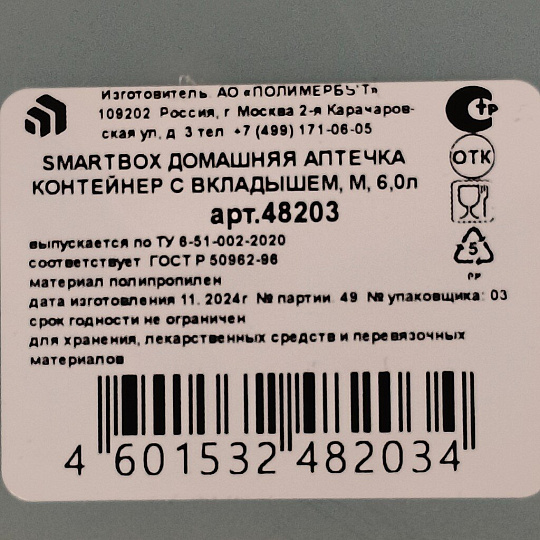 Изготовитель: АО «ПОЛИМЕРБЫТ»
109202 Россия, г Москва 2-я Карачаров-
ская ул, д 3 тел +7 (499) 171-06-05
SMARTBOX ДОМАШНЯЯ АПТЕЧКА
КОНТЕЙНЕР С ВКЛАДЫШЕМ, М, 6,0л
арт.48203
выпускается по ТУ 6-51-002-2020
соответствует ГОСТ Р 50962-96
материал полипропилен
дата изготовления 11. 2024г № партии 49 № упаковщика: 03
срок годности не ограничен
для хранения, лекарственных средств и перевязочных
материалов
4 601532 482034
СТР
ОТК
5
PP